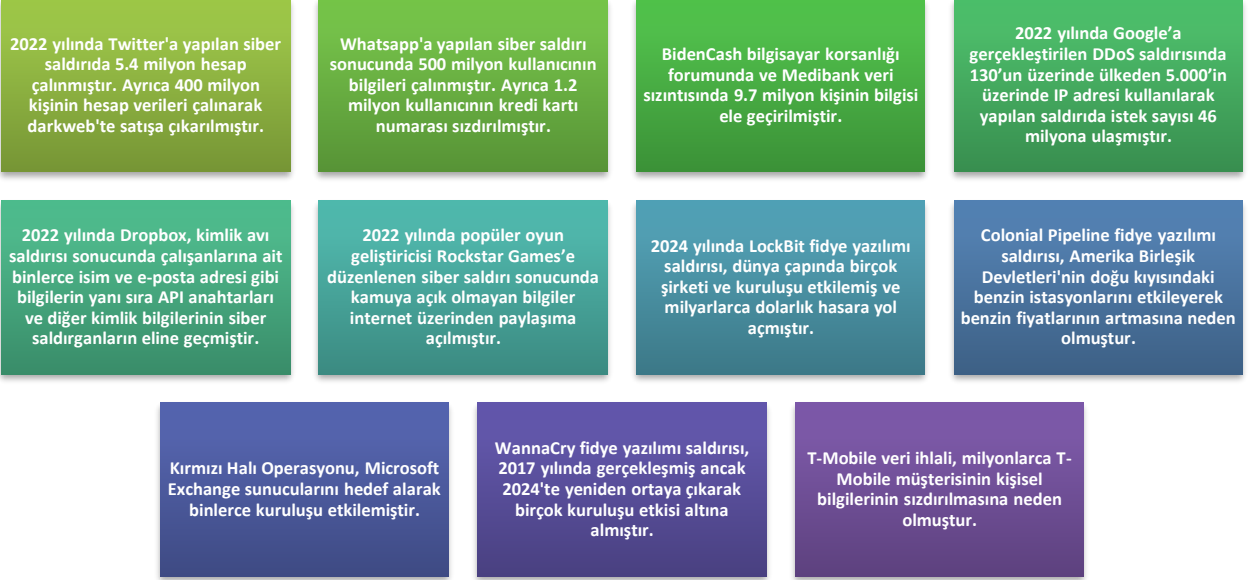 2022 yılında Twitter'a yapılan siber
saldırıda 5.4 milyon hesap
çalınmıştır. Ayrıca 400 milyon
kişinin hesap verileri çalınarak
darkweb'te satışa çıkarılmıştır.
Whatsapp'a yapılan siber saldırı
sonucunda 500 milyon kullanıcının
bilgileri çalınmıştır. Ayrıca 1.2
milyon kullanıcının kredi kartı
numarası sızdırılmıştır.
BidenCash bilgisayar korsanlığı
forumunda ve Medibank veri
sızıntısında 9.7 milyon kişinin bilgisi
ele geçirilmiştir.
2022 yılında Google’a
gerçekleştirilen DDoS saldırısında
130’un üzerinde ülkeden 5.000’in
üzerinde IP adresi kullanılarak
yapılan saldırıda istek sayısı 46
milyona ulaşmıştır.
2022 yılında Dropbox, kimlik avı
saldırısı sonucunda çalışanlarına ait
binlerce isim ve e-posta adresi gibi
bilgilerin yanı sıra API anahtarları
ve diğer kimlik bilgilerinin siber
saldırganların eline geçmiştir.
2022 yılında popüler oyun
geliştiricisi Rockstar Games’e
düzenlenen siber saldırı sonucunda
kamuya açık olmayan bilgiler
internet üzerinden paylaşıma
açılmıştır.
2024 yılında LockBit fidye yazılımı
saldırısı, dünya çapında birçok
şirketi ve kuruluşu etkilemiş ve
milyarlarca dolarlık hasara yol
açmıştır.
Colonial Pipeline fidye yazılımı
saldırısı, Amerika Birleşik
Devletleri'nin doğu kıyısındaki
benzin istasyonlarını etkileyerek
benzin fiyatlarının artmasına neden
olmuştur.
Kırmızı Halı Operasyonu, Microsoft
Exchange sunucularını hedef alarak
binlerce kuruluşu etkilemiştir.
WannaCry fidye yazılımı saldırısı,
2017 yılında gerçekleşmiş ancak
2024'te yeniden ortaya çıkarak
birçok kuruluşu etkisi altına
almıştır.
T-Mobile veri ihlali, milyonlarca T-
Mobile müşterisinin kişisel
bilgilerinin sızdırılmasına neden
olmuştur.